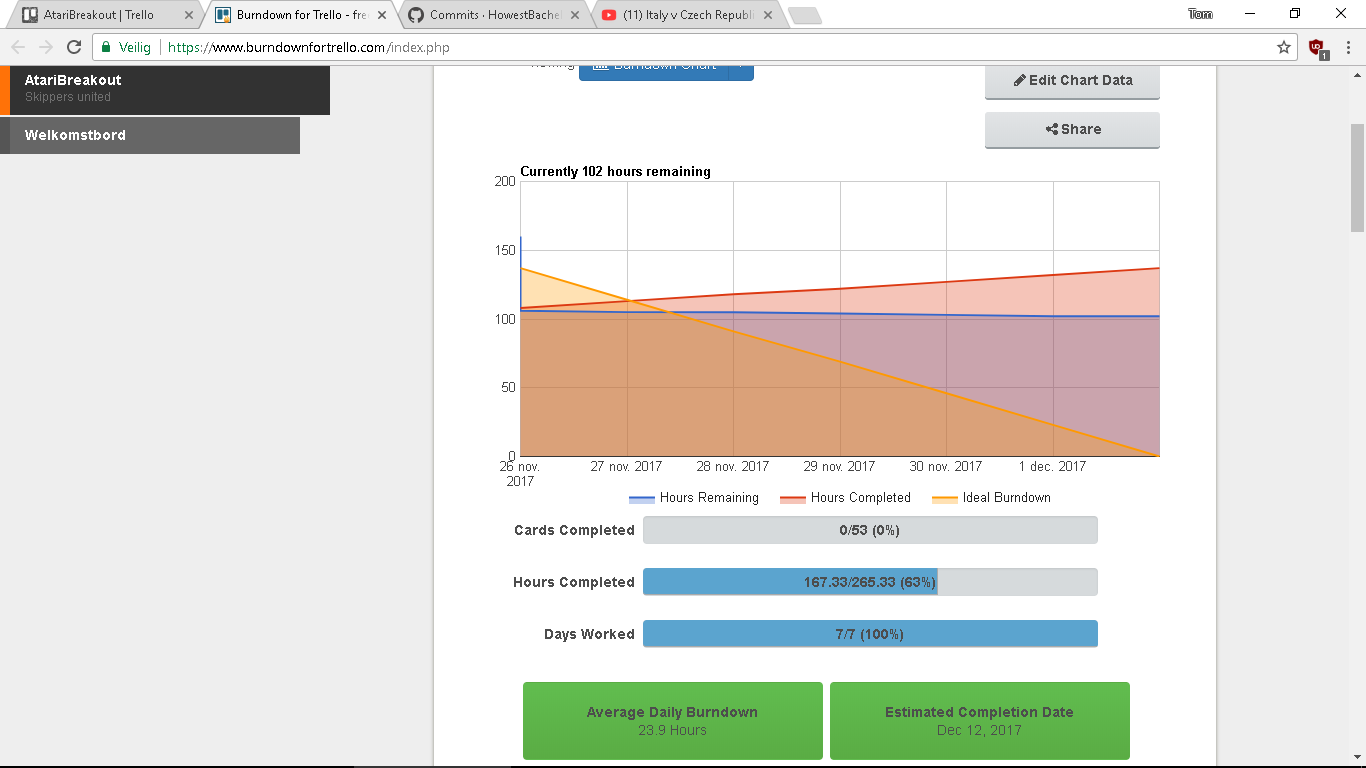 AtariBreakout | Trello
Burndown for Trello - fre
Commits · HowestBachel
(11) Italy v Czech Republi
Tom
Veilig
https://www.burndownfortrello.com/index.php
1
AtariBreakout
Skippers united
Welkomstbord
Burndown Chart
Edit Chart Data
Share
Currently 102 hours remaining
200
150
100
50
0
26 nov. 2017
27 nov. 2017
28 nov. 2017
29 nov. 2017
30 nov. 2017
1 dec. 2017
Hours Remaining
Hours Completed
Ideal Burndown
Cards Completed
0/53 (0%)
Hours Completed
167.33/265.33 (63%)
Days Worked
7/7 (100%)
Average Daily Burndown
23.9 Hours
Estimated Completion Date
Dec 12, 2017